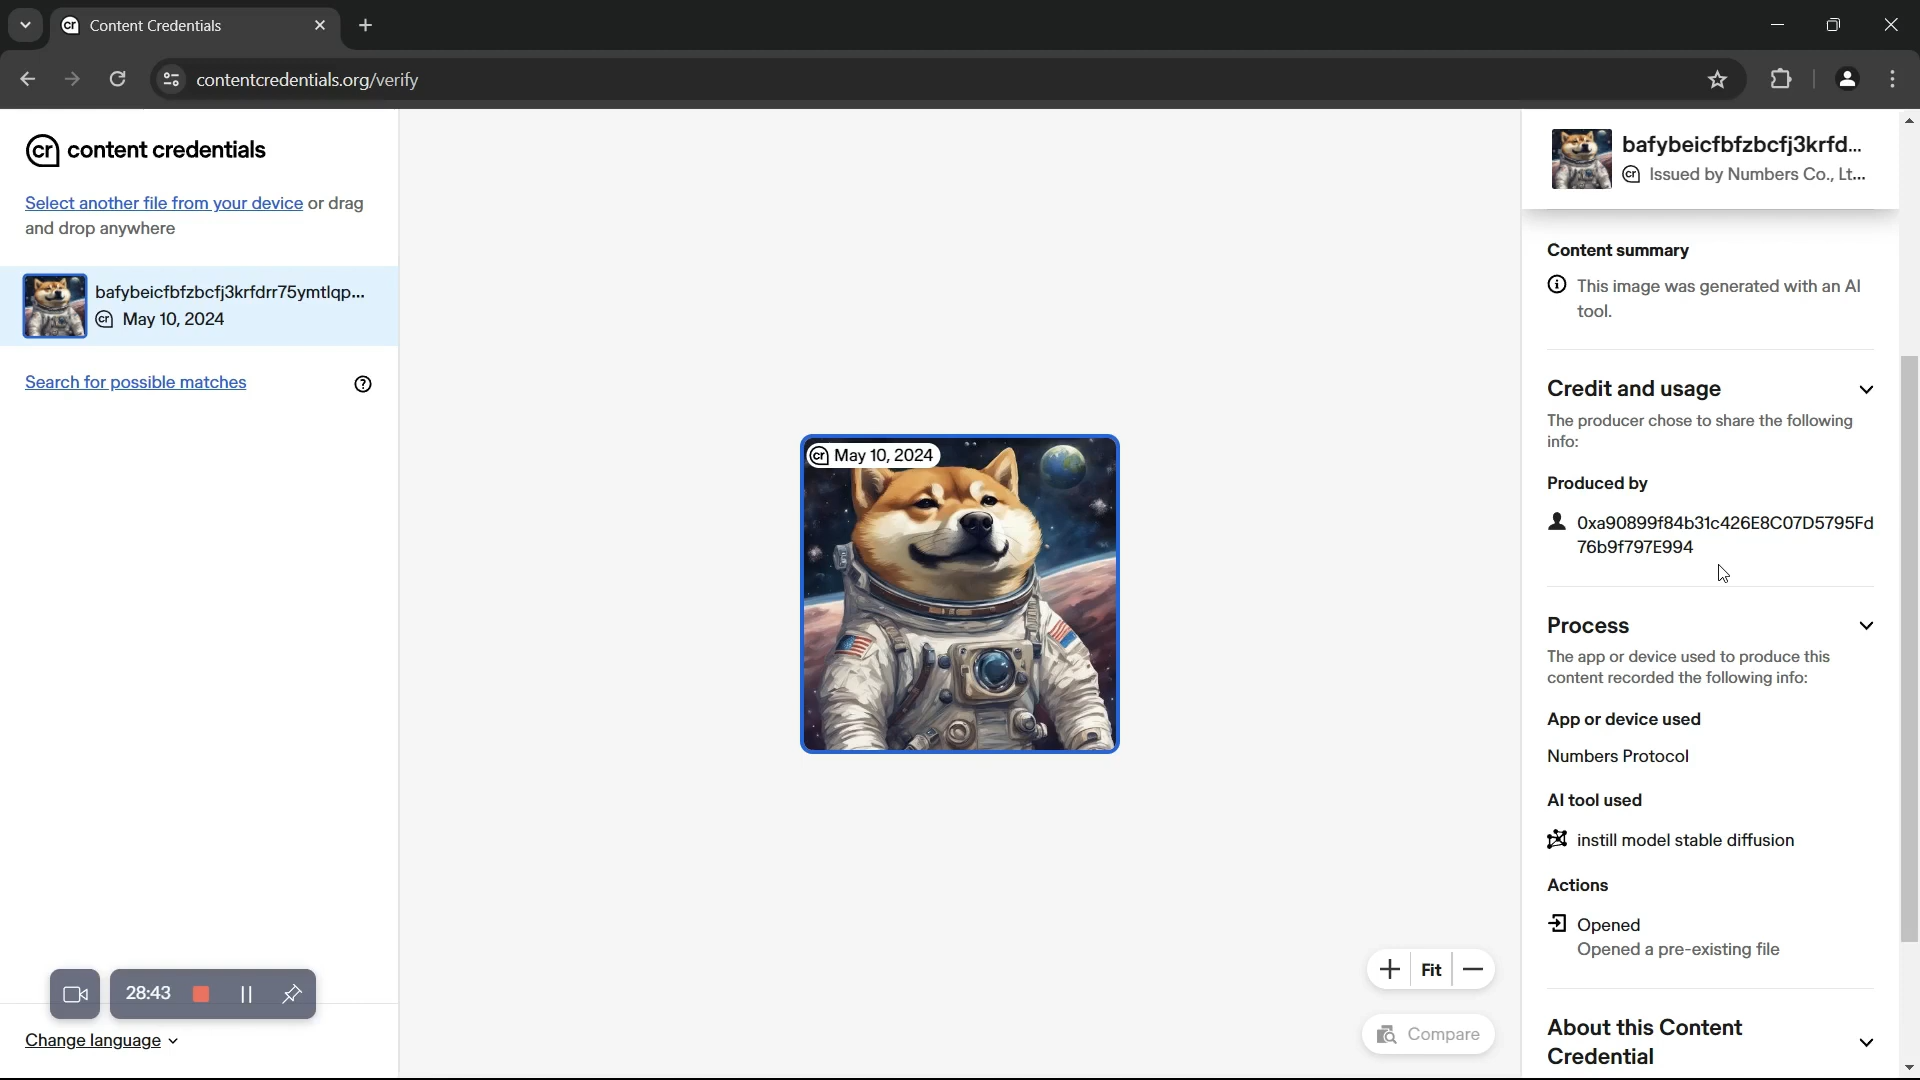 Content Credentials
contentcredentials.org/verify
cr content credentials
Select another file from your device or drag
and drop anywhere
bafybeicfbfzbcfj3krfdrr75ymtlqp...
cr May 10, 2024
Search for possible matches
cr May 10, 2024
Fit
Compare
28:43
Change language
bafybeicfbfzbcfj3krfd...
cr Issued by Numbers Co., Lt...
Content summary
This image was generated with an AI
tool.
Credit and usage
The producer chose to share the following
info:
Produced by
0xa90899f84b31c426E8C07D5795Fd
76b9f797E994
Process
The app or device used to produce this
content recorded the following info:
App or device used
Numbers Protocol
AI tool used
instill model stable diffusion
Actions
Opened
Opened a pre-existing file
About this Content
Credential